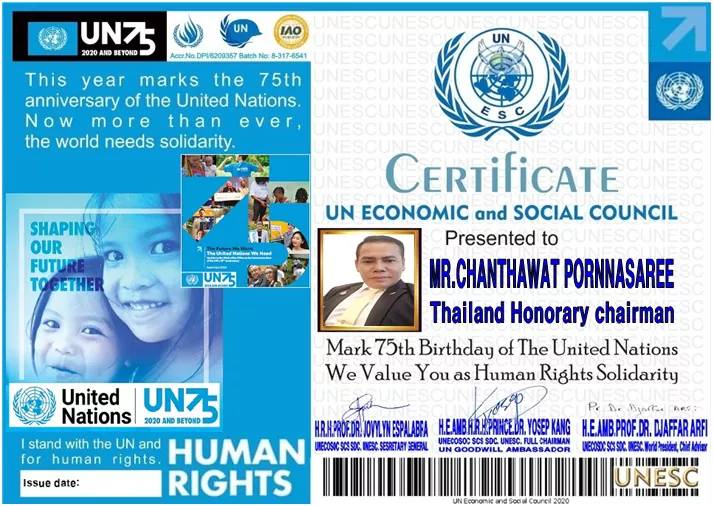 UN75
2020 AND BEYOND
UN
IAO
Accr.No.DPI/6209357 Batch No: 8-317-6541
This year marks the 75th
anniversary of the United Nations.
Now more than ever,
the world needs solidarity.
SHAPING
OUR
FUTURE
TOGETHER
The Future We Want
The United Nations We Need
UN75
United
Nations
UN75
2020 AND BEYOND
I stand with the UN and
for human rights.
HUMAN
RIGHTS
Issue date:
UN
ESC
CERTIFICATE
UN ECONOMIC and SOCIAL COUNCIL
Presented to
MR.CHANTHAWAT PORNNASAREE
Thailand Honorary chairman
Mark 75th Birthday of The United Nations
We Value You as Human Rights Solidarity
H.R.H.PROF.DR. JOVYLYN ESPALABFA
UNECOSOC SCS SDC. UNESC. SESRETARY SENERAL
H.E.AMB.H.R.H.PRINCE.DR. YOSEP KANG
UNECOSOC SCS SDC. UNESC. FULL CHAIRMAN
UN GOODWILL AMBASSADOR
H.E.AMB.PROF.DR. DJAFFAR ARFI
UNECOSOC SCS SDC. UNESC. World President, Chief Advisor
UNESC
UN Economic and Social Council 2020